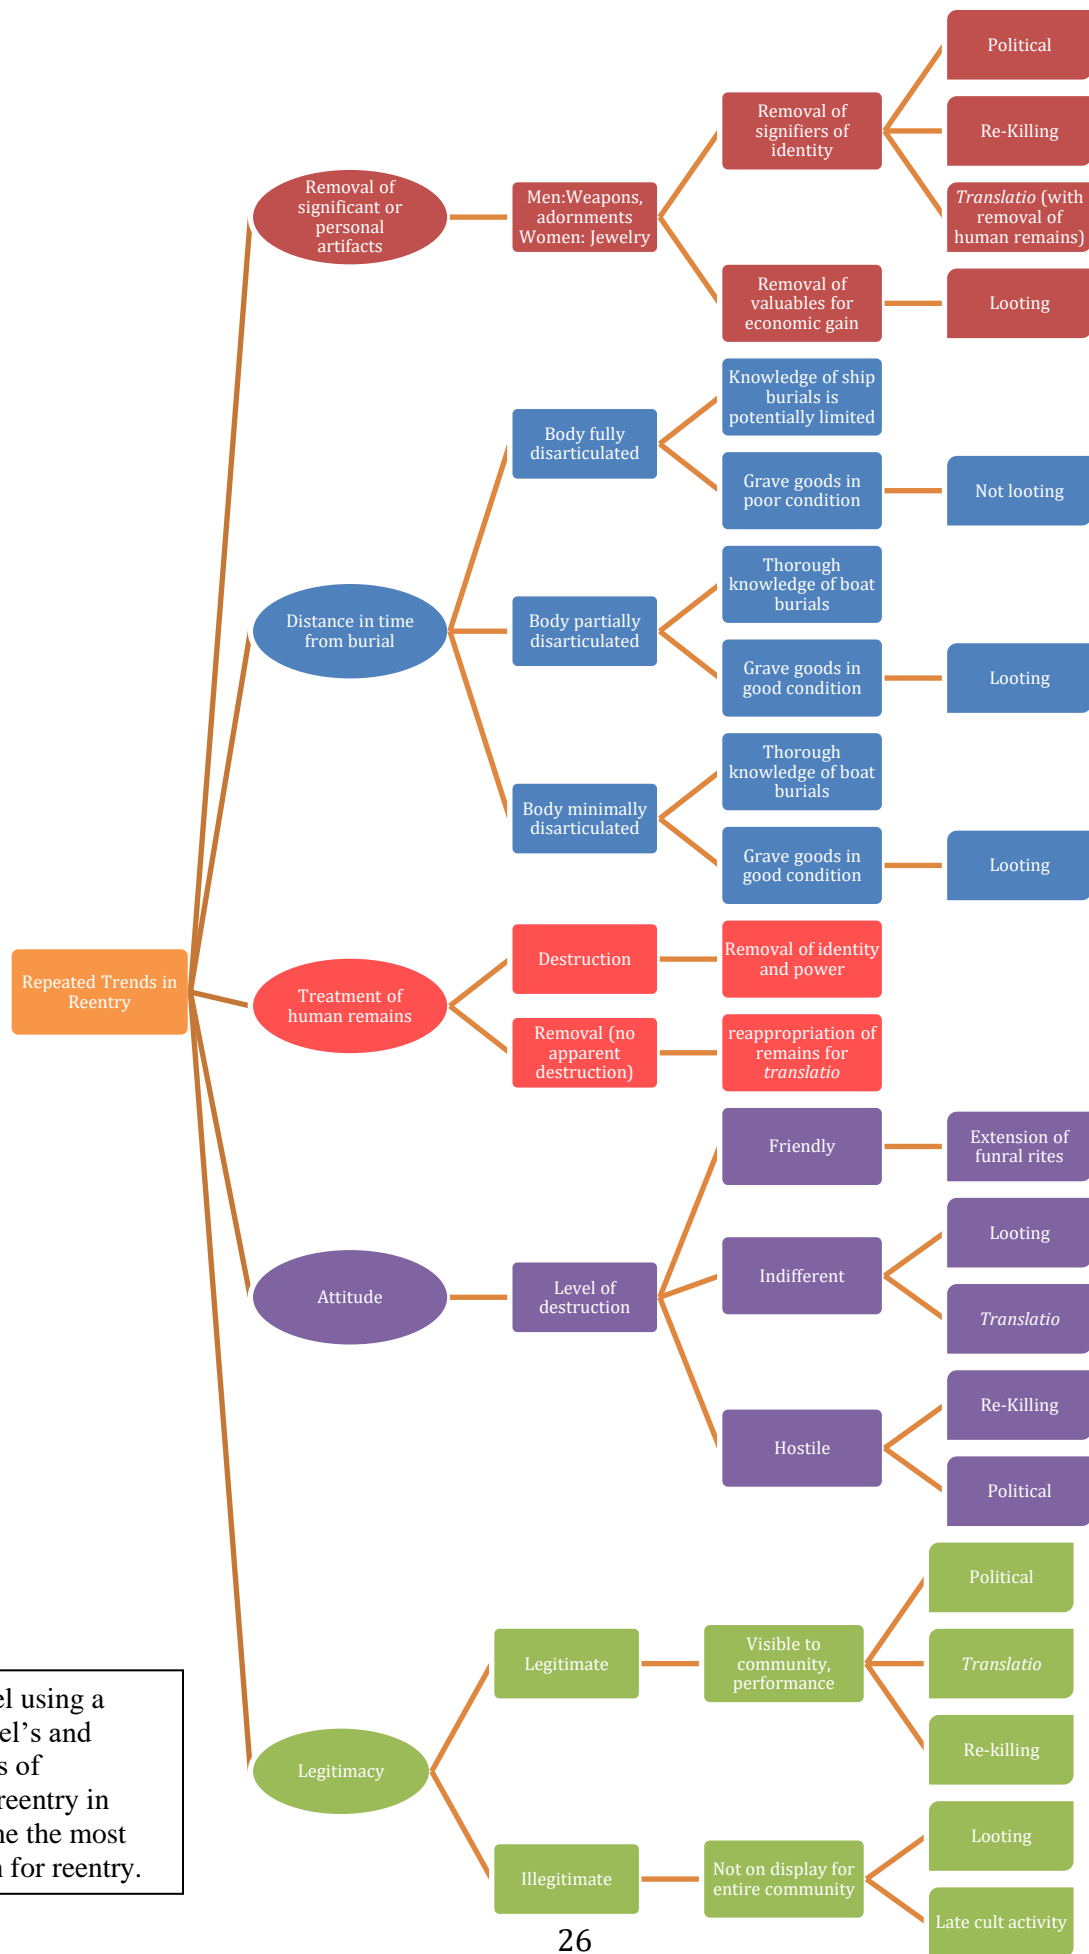 Repeated Trends in
Reentry
Removal of
significant or
personal
artifacts
Men:Weapons,
adornments
Women: Jewelry
Removal of
signifiers of
identity
Political
Re-Killing
Translatio (with
removal of
human remains)
Removal of
valuables for
economic gain
Looting
Distance in time
from burial
Body fully
disarticulated
Knowledge of ship
burials is
potentially limited
Grave goods in
poor condition
Not looting
Body partially
disarticulated
Thorough
knowledge of boat
burials
Grave goods in
good condition
Looting
Body minimally
disarticulated
Thorough
knowledge of boat
burials
Grave goods in
good condition
Looting
Treatment of
human remains
Destruction
Removal of identity
and power
Removal (no
apparent
destruction)
reappropriation of
remains for
translatio
Attitude
Level of
destruction
Friendly
Extension of
funral rites
Indifferent
Looting
Translatio
Hostile
Re-Killing
Political
Legitimacy
Legitimate
Visible to
community,
performance
Political
Translatio
Re-killing
Illegitimate
Not on display for
entire community
Looting
Late cult activity
using a
and
of
reentry in
the most
for reentry.
26